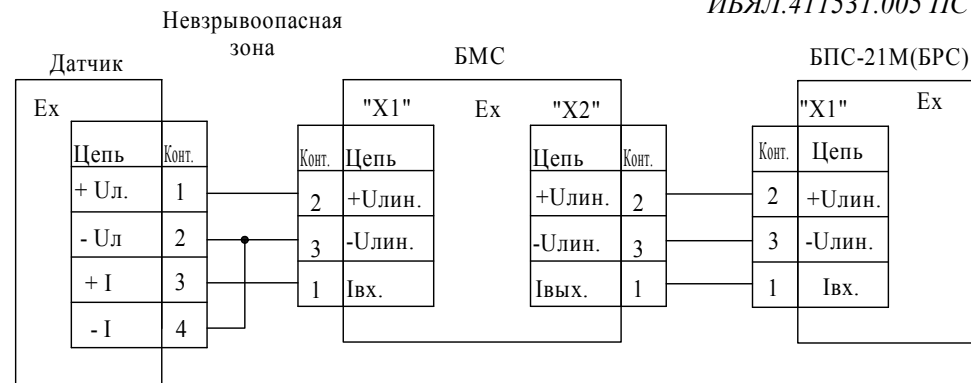 ИБЯЛ.411531.005 ПС
Невзрывоопасная
зона
Датчик
БМС
БПС-21М(БРС)
Ex
"X1"
Ex
"X2"
"X1"
Ex
Цепь Конт.
Конт. Цепь
Цепь Конт.
Конт. Цепь
+ Uл. 1
2 +Uлин.
+Uлин. 2
2 +Uлин.
- Uл 2
3 -Uлин.
-Uлин. 3
3 -Uлин.
+ I 3
1 Iвх.
Iвых. 1
1 Iвх.
- I 4